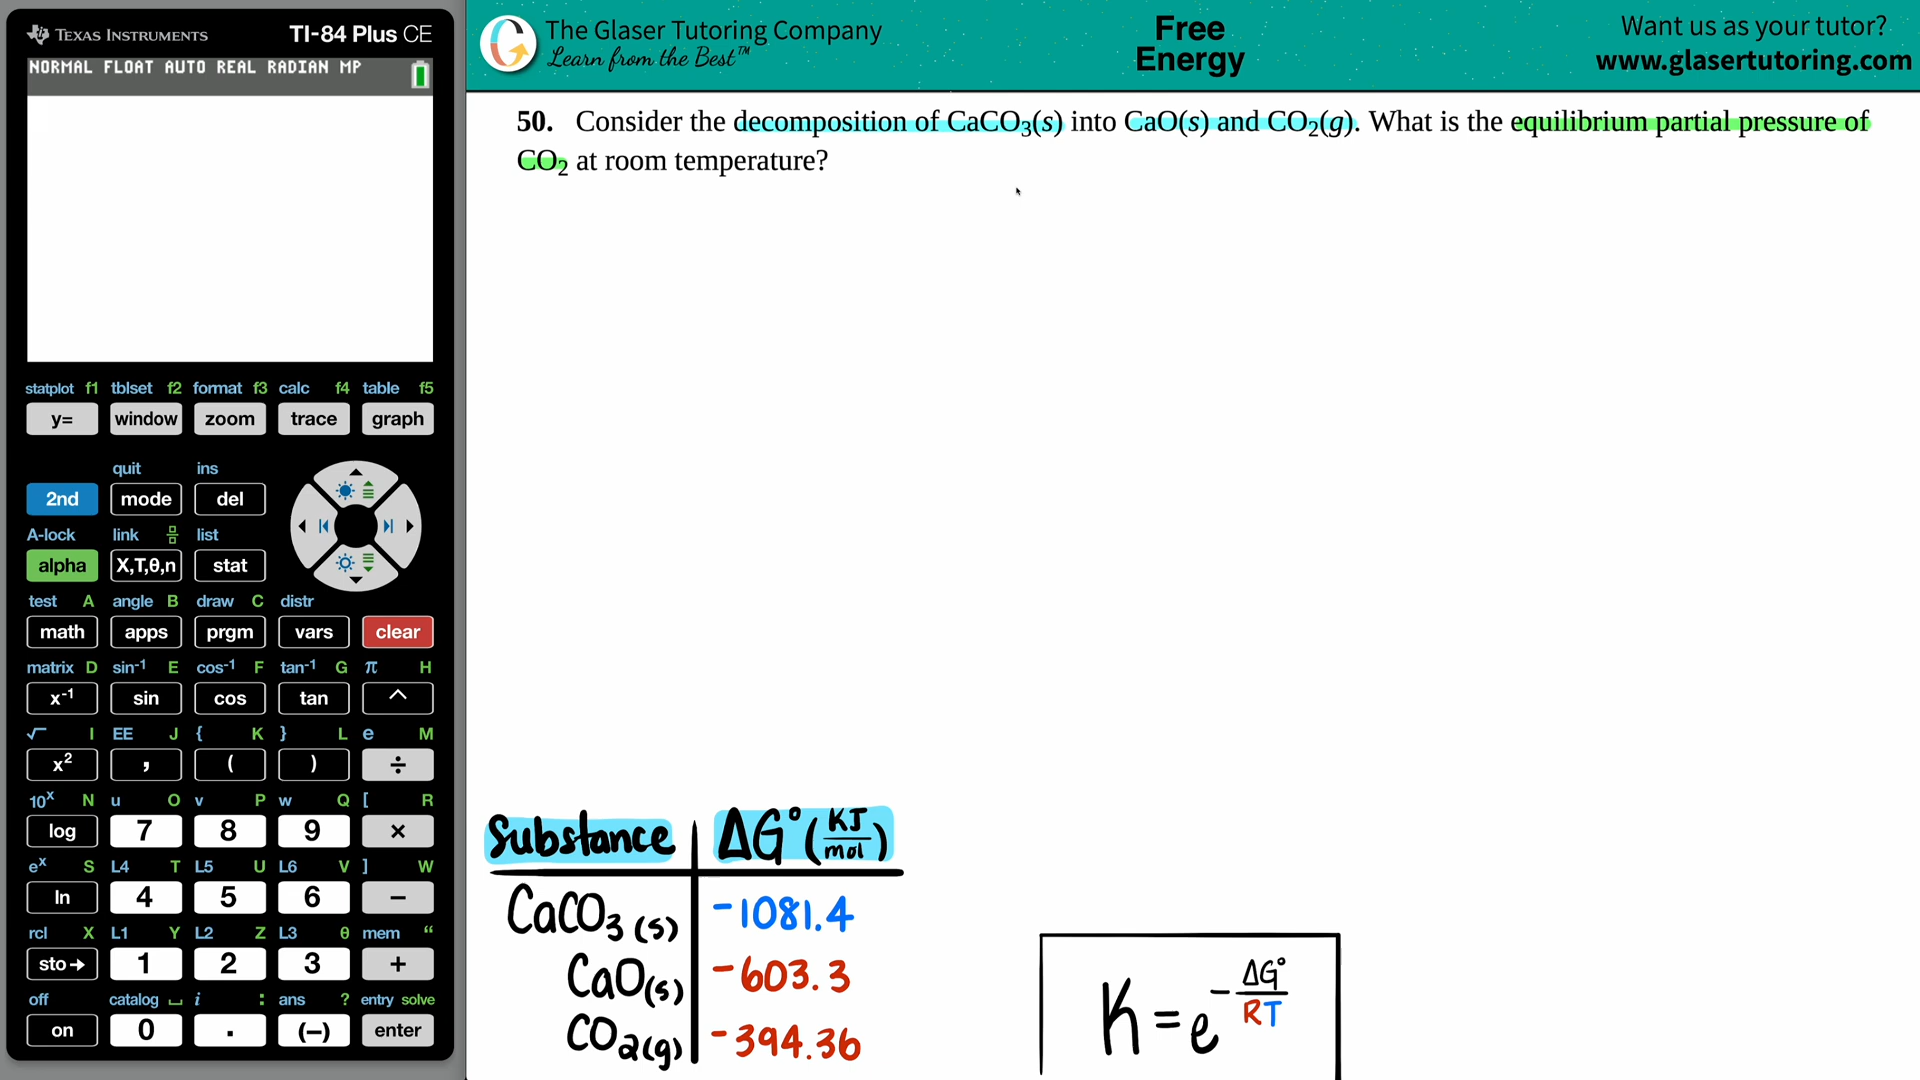 TEXAS INSTRUMENTS TI-84 Plus CE
NORMAL FLOAT AUTO REAL RADIAN MP
statplot f1 tblset f2 format f3 calc f4 table f5
y= window zoom trace graph
quit ins
2nd mode del
A-lock link list
alpha X,T,θ,n stat
test A angle B draw C distr
math apps prgm vars clear
matrix D sin⁻¹ E cos⁻¹ F tan⁻¹ G π H
x⁻¹ sin cos tan ^
√ I EE J { K } L e M
x² , ( ) ÷
10ˣ N u O v P w Q [ R
log 7 8 9 ×
eˣ S L4 T L5 U L6 V ] W
ln 4 5 6 −
rcl X L1 Y L2 Z L3 θ mem “
sto→ 1 2 3 +
off catalog ⎵ i : ans ? entry solve
on 0 . (−) enter
The Glaser Tutoring Company
Learn from the Best™
Free
Energy
Want us as your tutor?
www.glasertutoring.com
50. Consider the decomposition of CaCO₃(s) into CaO(s) and CO₂(g). What is the equilibrium partial pressure of
CO₂ at room temperature?
Substance ΔG°(KJ/mol)
CaCO₃(s) -1081.4
CaO(s) -603.3
CO₂(g) -394.36
K = e^(-ΔG°/RT)